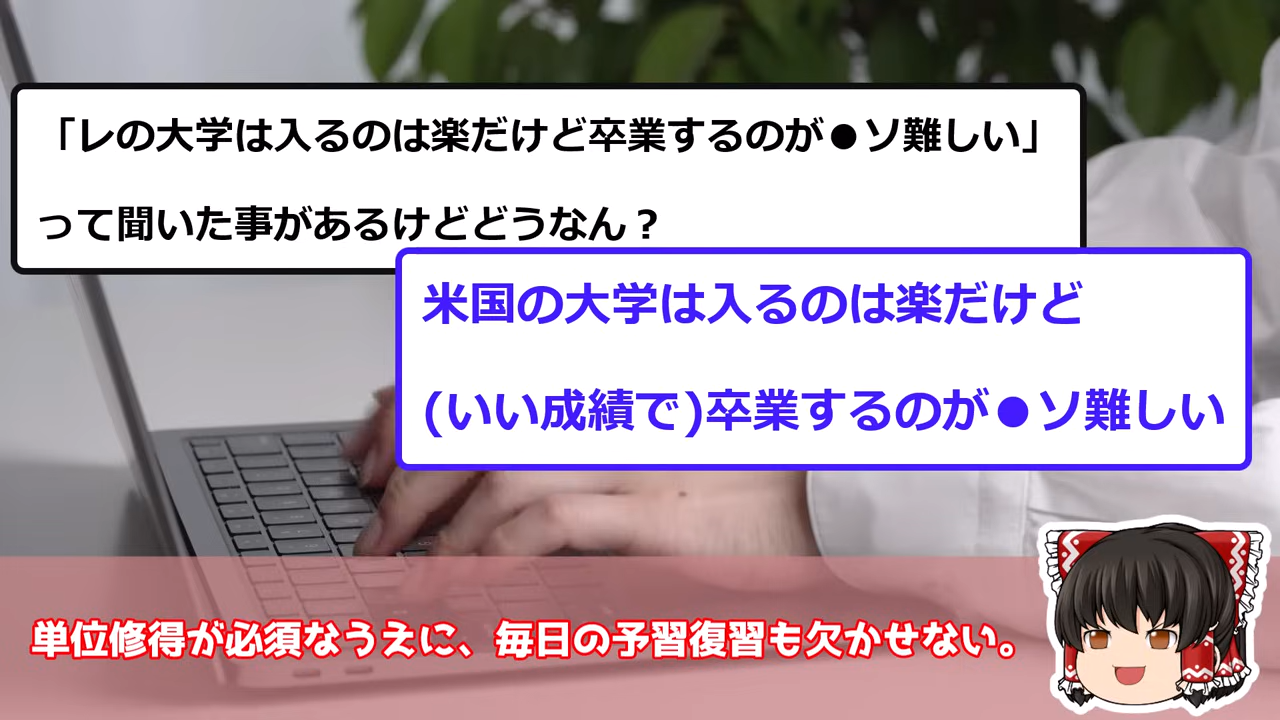 「レの大学は入るのは楽だけど卒業するのが●ソ難しい」
って聞いた事があるけどどうなん？
米国の大学は入るのは楽だけど
(いい成績で)卒業するのが●ソ難しい
単位修得が必須なうえに、毎日の予習復習も欠かせない。